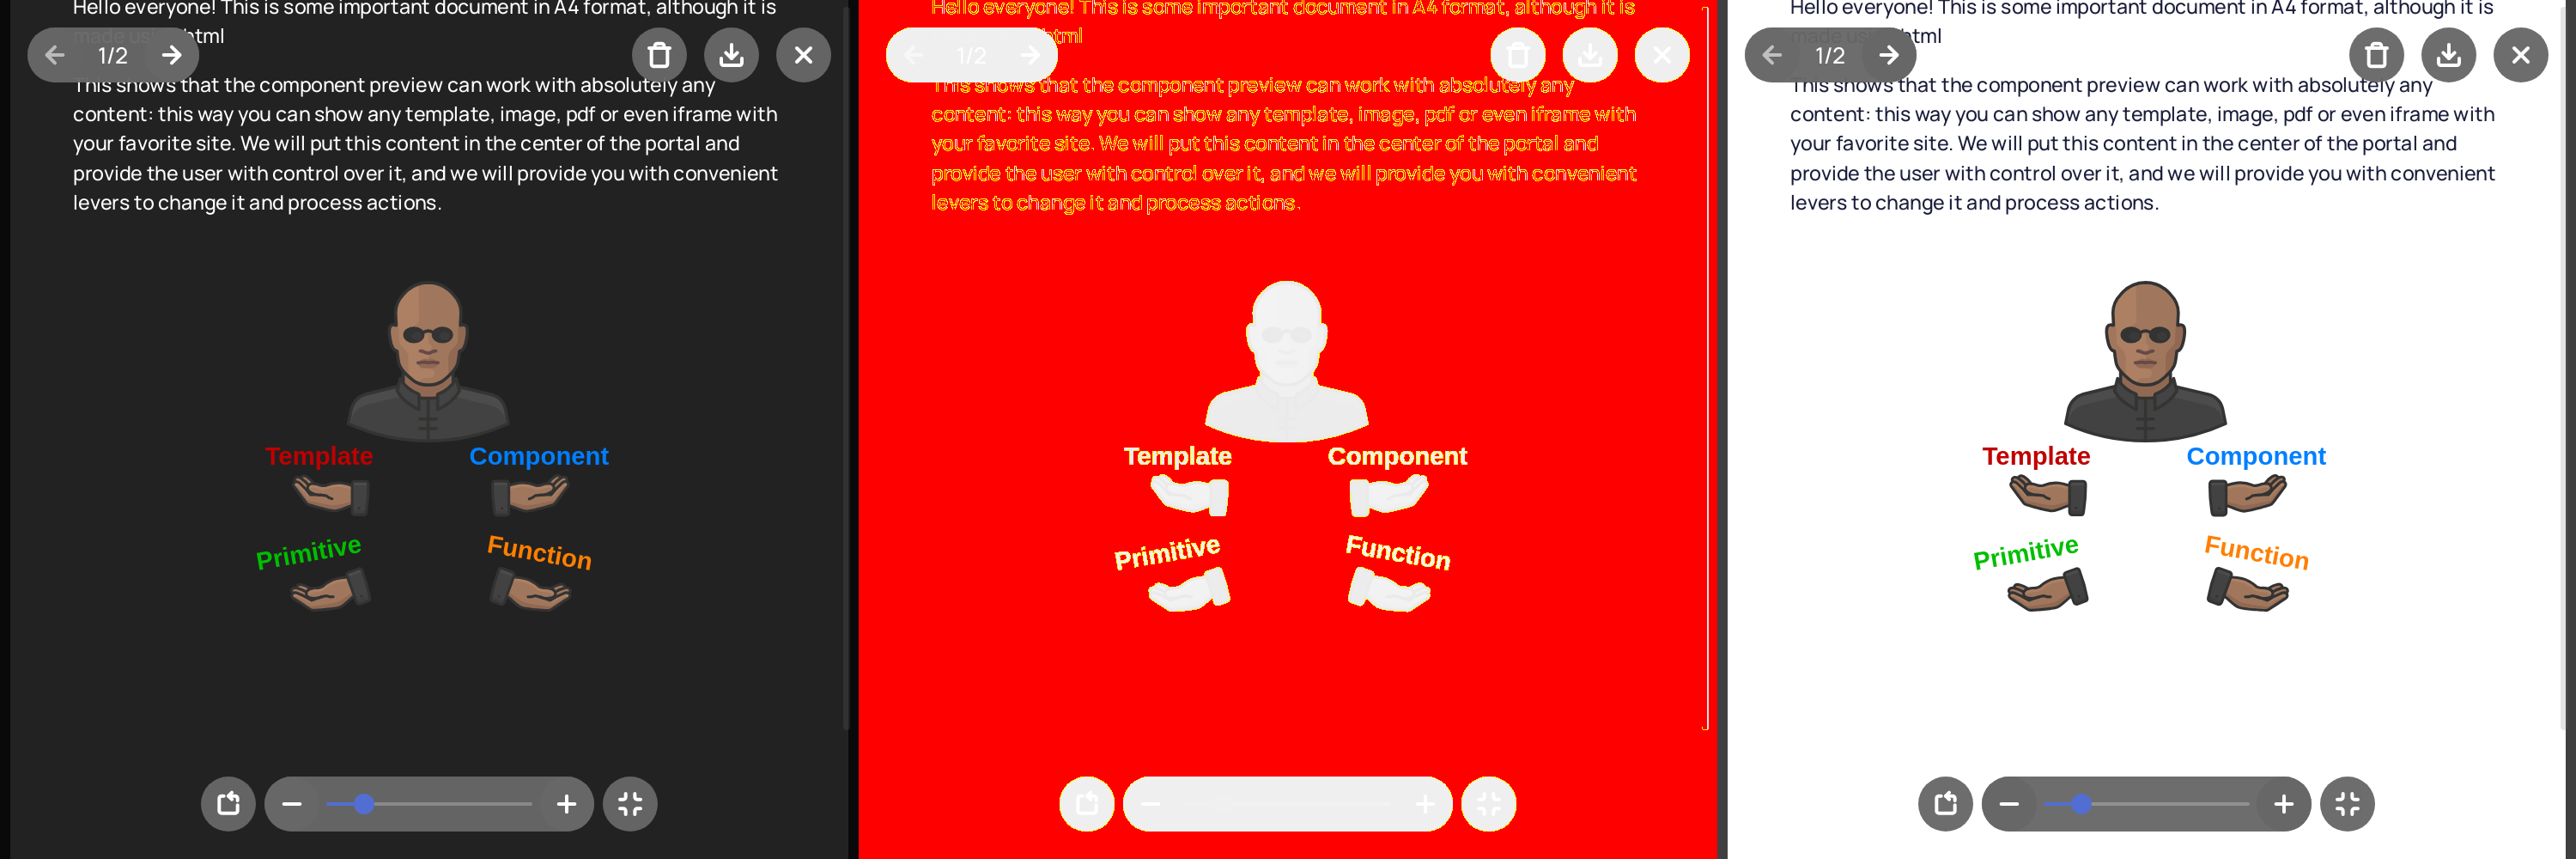 Hello everyone! This is some important document in A4 format, although it is
made html
1/2
This shows that the component preview can work with absolutely any
content: this way you can show any template, image, pdf or even iframe with
your favorite site. We will put this content in the center of the portal and
provide the user with control over it, and we will provide you with convenient
levers to change it and process actions.
Template
Component
Primitive
Function
Hello everyone! This is some important document in A4 format, although it is
html
1/2
This shows that the component preview can work with absolutely any
content: this way you can show any template, image, pdf or even iframe with
your favorite site. We will put this content in the center of the portal and
provide the user with control over it, and we will provide you with convenient
levers to change it and process actions.
Template
Component
Primitive
Function
Hello everyone! This is some important document in A4 format, although it is
made html
1/2
This shows that the component preview can work with absolutely any
content: this way you can show any template, image, pdf or even iframe with
your favorite site. We will put this content in the center of the portal and
provide the user with control over it, and we will provide you with convenient
levers to change it and process actions.
Template
Component
Primitive
Function